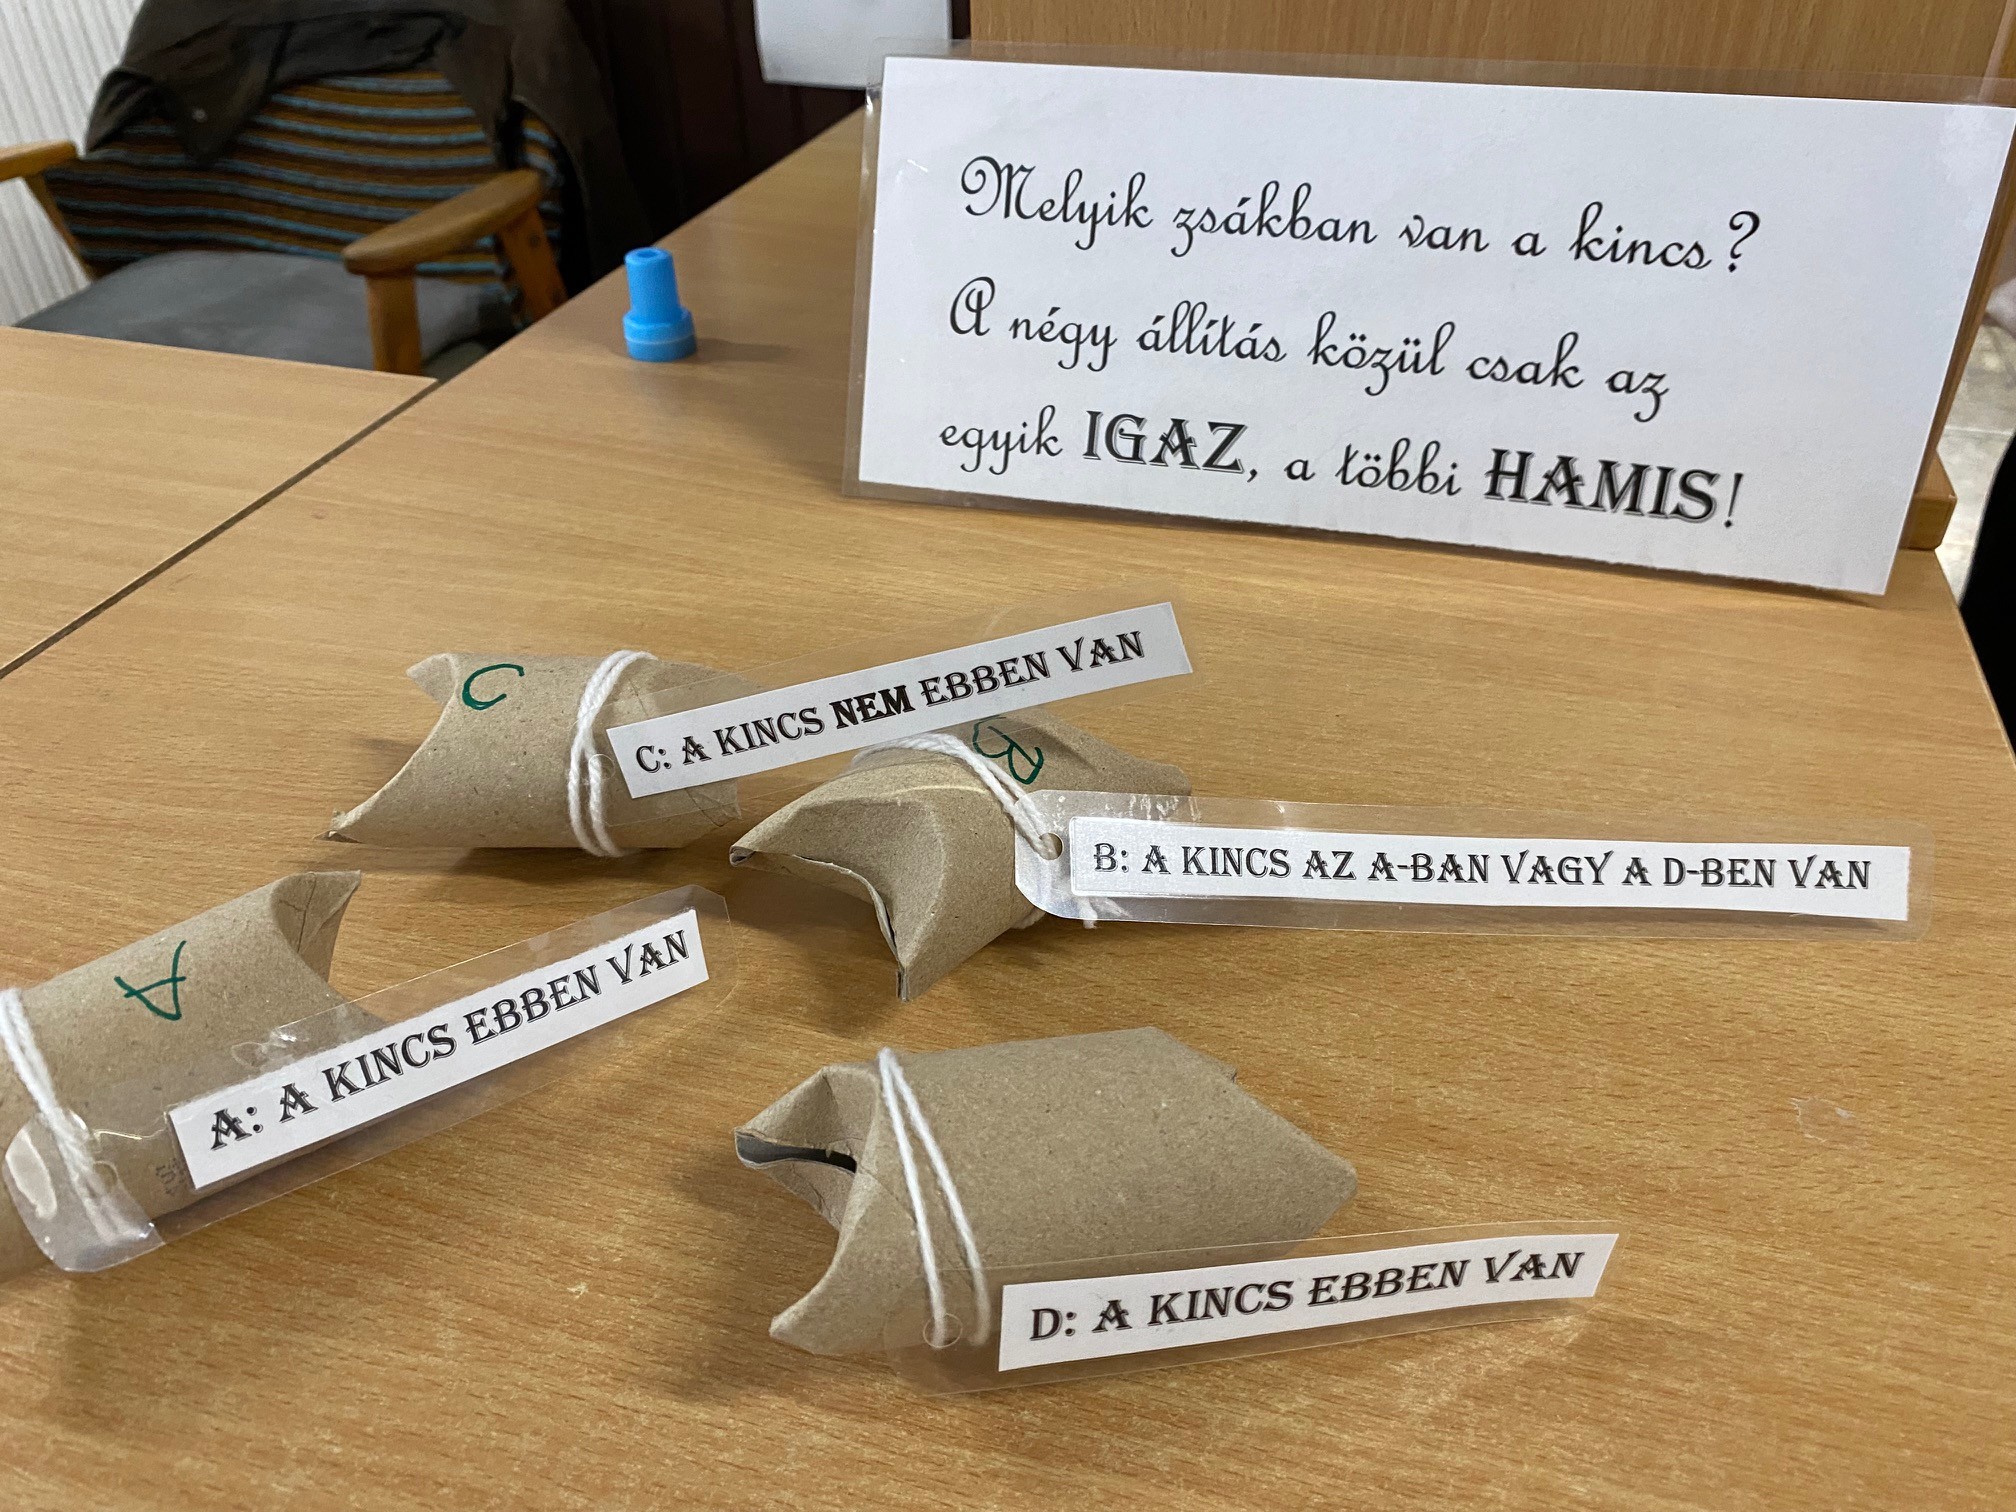 Melyik zsákban van a kincs?
A négy állítás közül csak az
egyik IGAZ, a többi HAMIS!
C
C: A KINCS NEM EBBEN VAN
B
B: A KINCS AZ A-BAN VAGY A D-BEN VAN
A
A: A KINCS EBBEN VAN
D: A KINCS EBBEN VAN